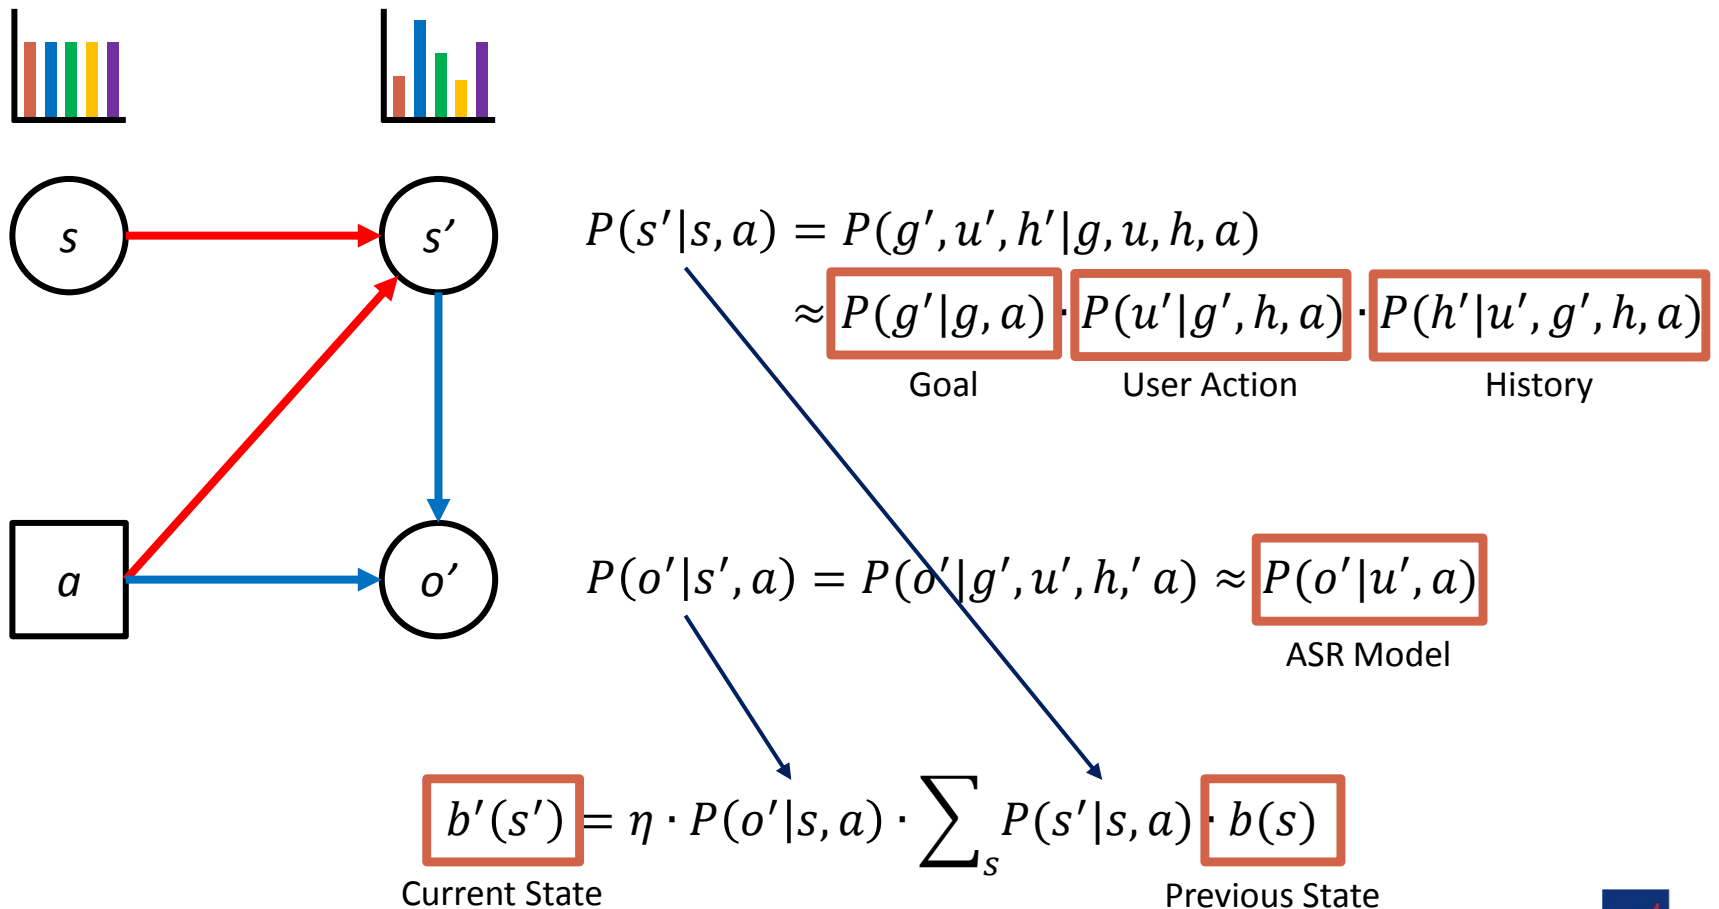 s
s′
P(s′|s, a) = P(g′, u′, h′|g, u, h, a)
≈ P(g′|g, a) · P(u′|g′, h, a) · P(h′|u′, g′, h, a)
Goal
User Action
History
a
o′
P(o′|s′, a) = P(o′|g′, u′, h,′ a) ≈ P(o′|u′, a)
ASR Model
b′(s′) = η · P(o′|s, a) · ∑s P(s′|s, a) · b(s)
Current State
Previous State